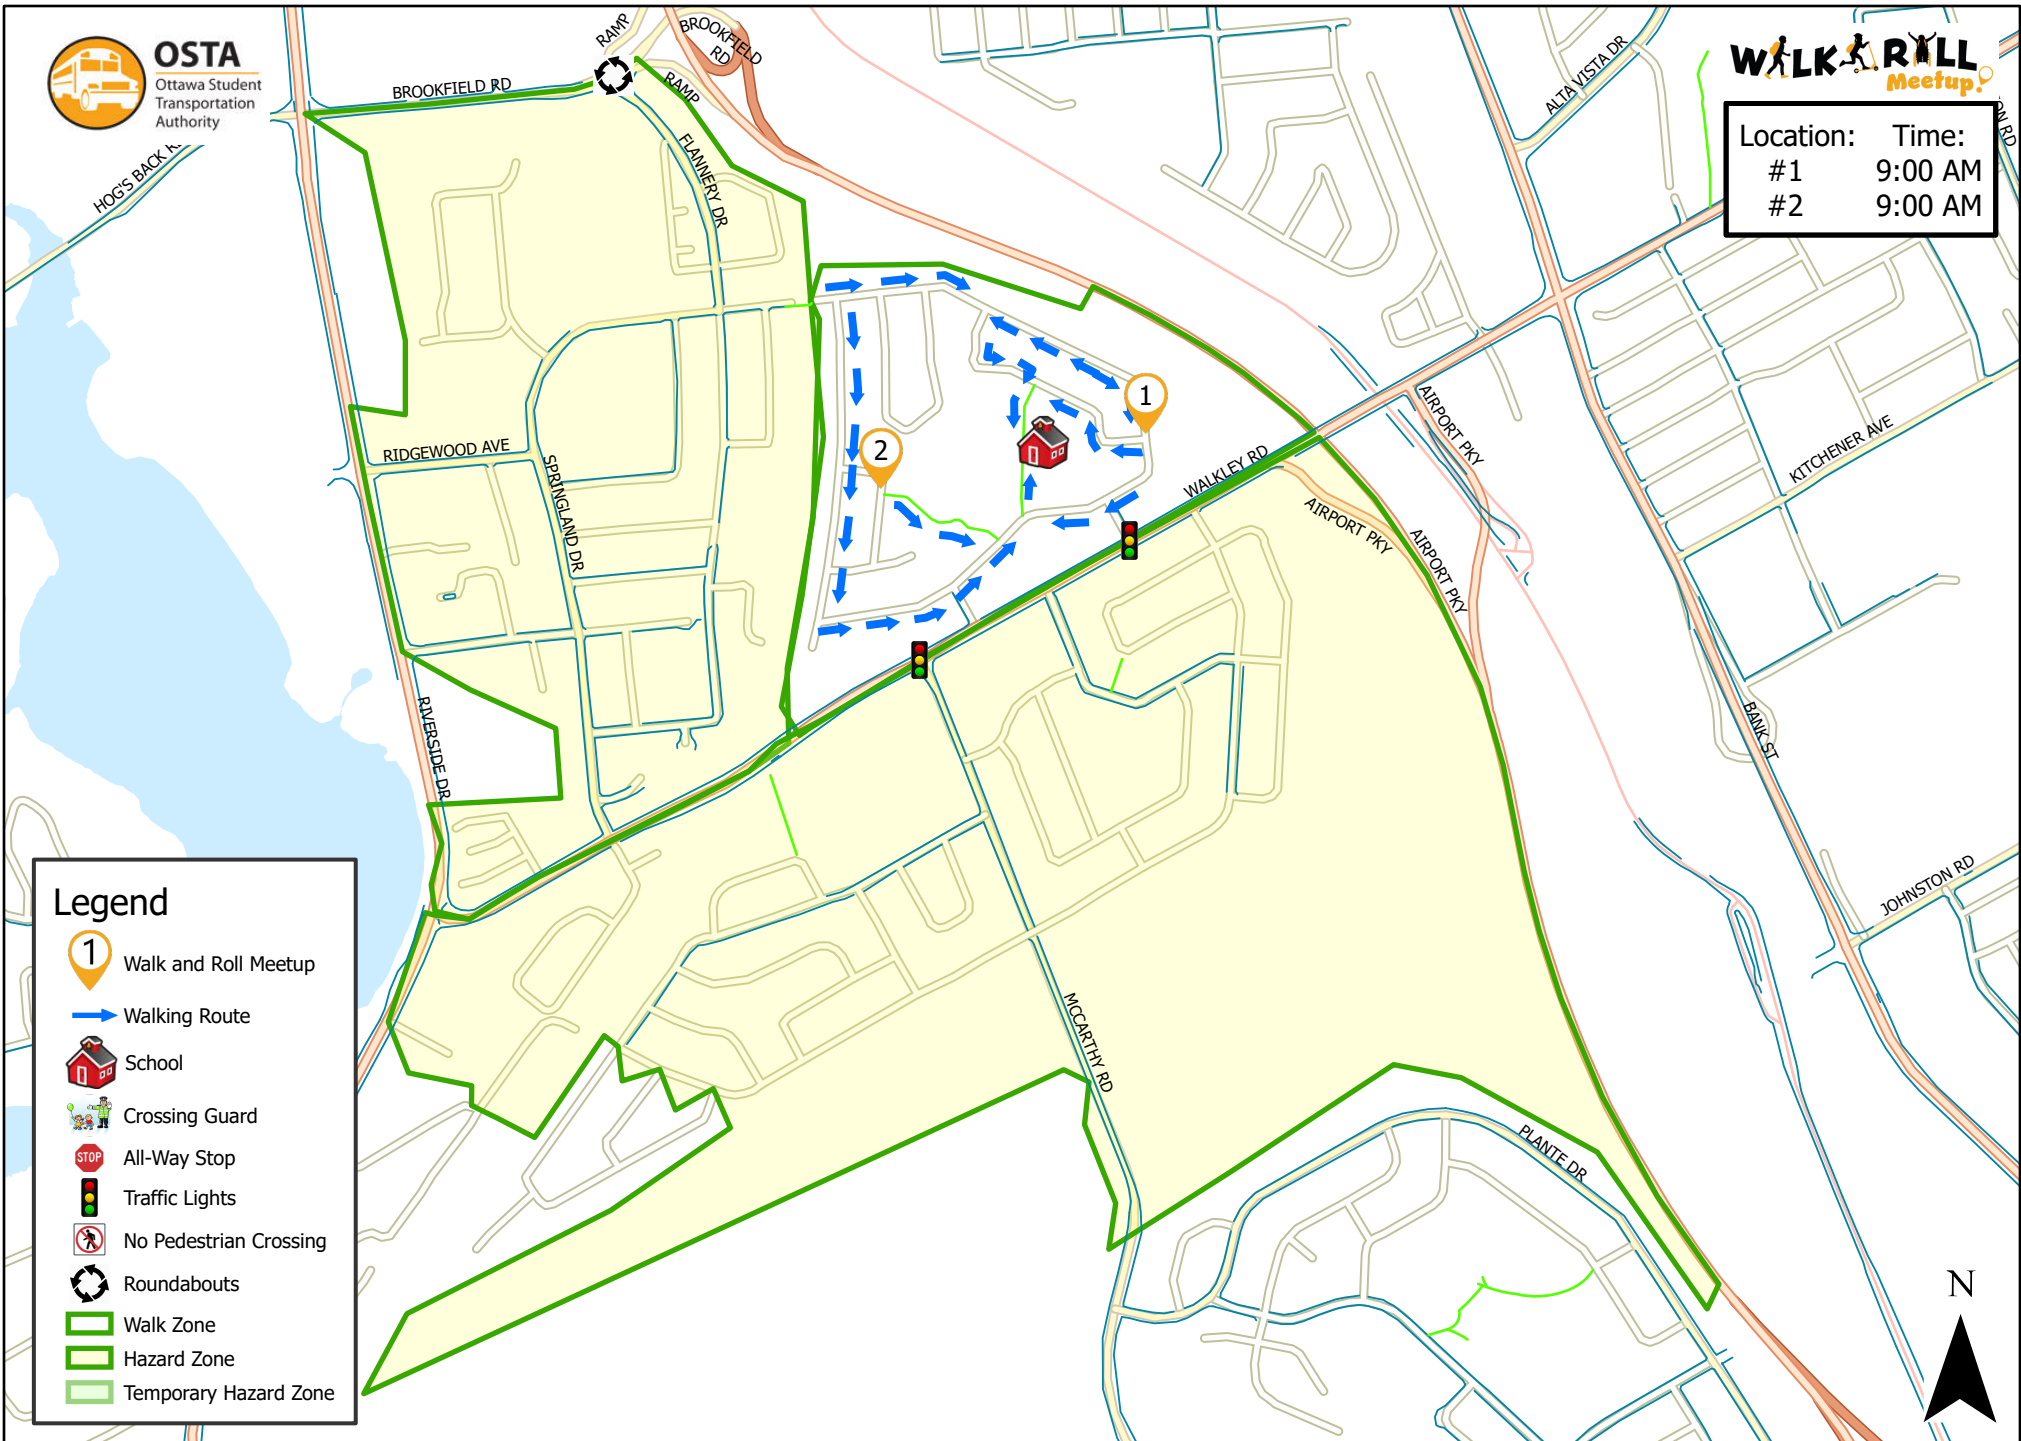 OSTA
Ottawa Student
Transportation
Authority
WALK & ROLL
Meetup!
Location: Time:
#1 9:00 AM
#2 9:00 AM
RAMP
BROOKFIELD
RD
BROOKFIELD RD
RAMP
FLANNERY DR
ALTA VISTA DR
ON RD
HOG'S BACK R
RIDGEWOOD AVE
SPRINGLAND DR
1
2
WALKLEY RD
AIRPORT PKY
AIRPORT PKY
AIRPORT PKY
KITCHENER AVE
RIVERSIDE DR
BANK ST
JOHNSTON RD
MCCARTHY RD
PLANTE DR
Legend
1 Walk and Roll Meetup
Walking Route
School
Crossing Guard
STOP All-Way Stop
Traffic Lights
No Pedestrian Crossing
Roundabouts
Walk Zone
Hazard Zone
Temporary Hazard Zone
N